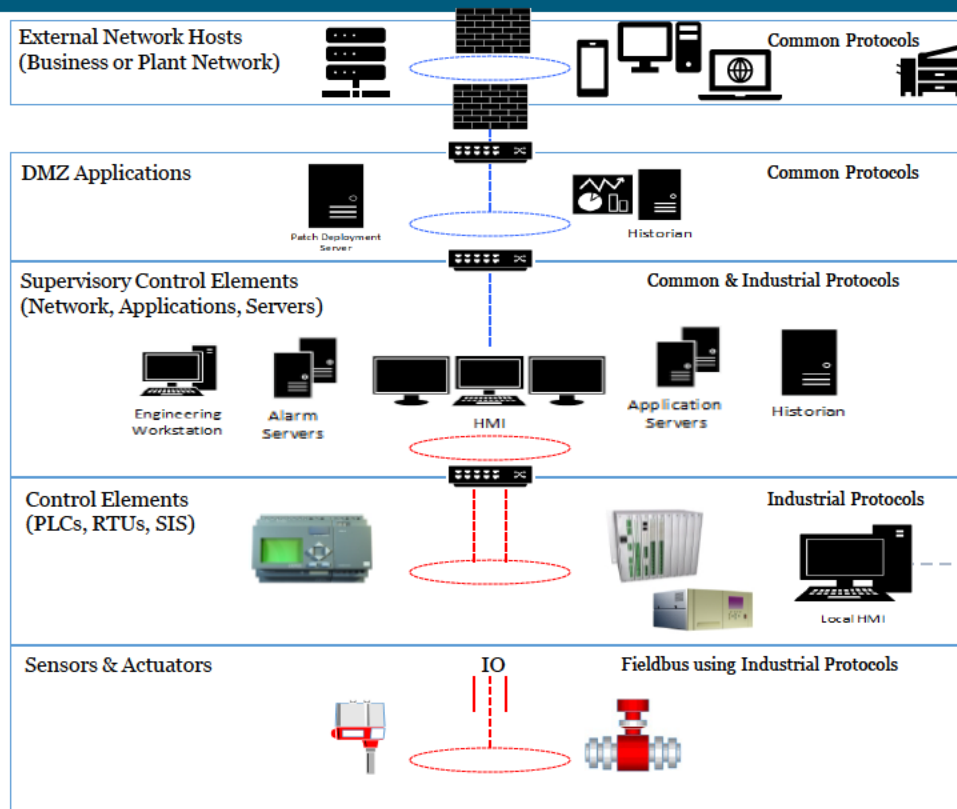 External Network Hosts
(Business or Plant Network)
Common Protocols
DMZ Applications
Common Protocols
Patch Deployment
Server
Historian
Supervisory Control Elements
(Network, Applications, Servers)
Common & Industrial Protocols
Engineering
Workstation
Alarm
Servers
HMI
Application
Servers
Historian
Control Elements
(PLCs, RTUs, SIS)
Industrial Protocols
Local HMI
Sensors & Actuators
IO
Fieldbus using Industrial Protocols